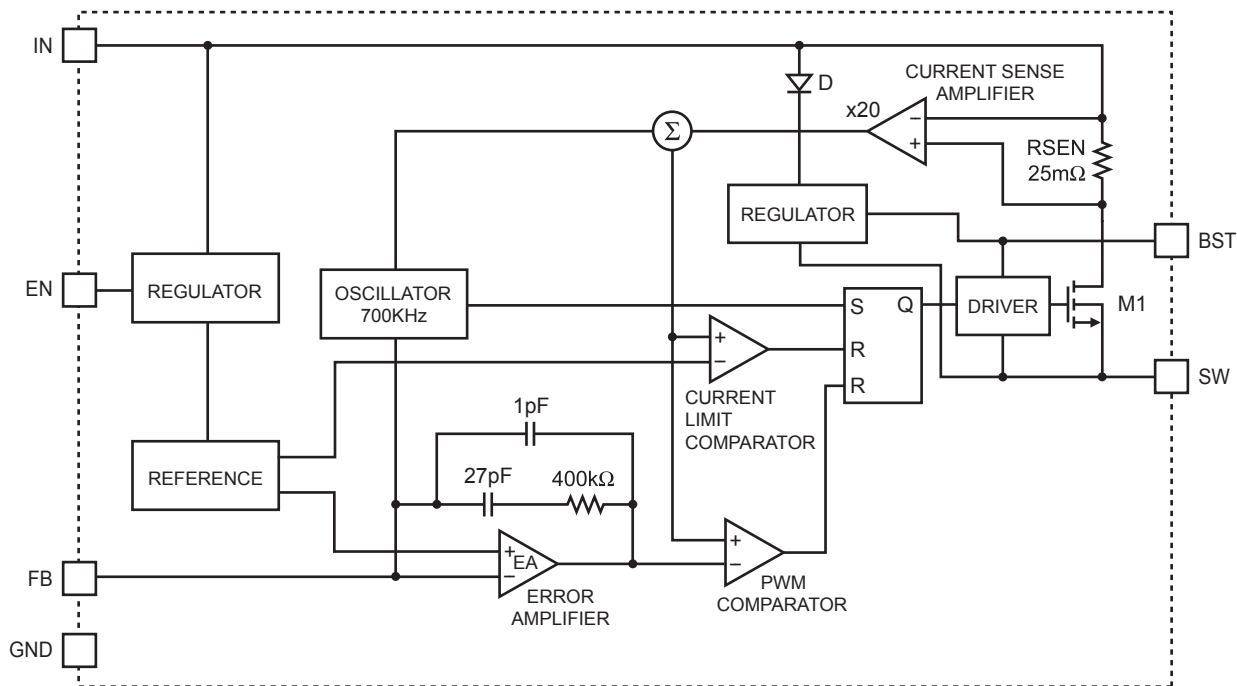 IN
D
CURRENT SENSE
AMPLIFIER
x20
−
+
Σ
RSEN
25mΩ
REGULATOR
BST
EN
REGULATOR
OSCILLATOR
700KHz
S
Q
DRIVER
M1
+
−
R
R
SW
CURRENT
LIMIT
COMPARATOR
1pF
REFERENCE
27pF
400kΩ
+
EA
−
+
−
FB
ERROR
AMPLIFIER
PWM
COMPARATOR
GND